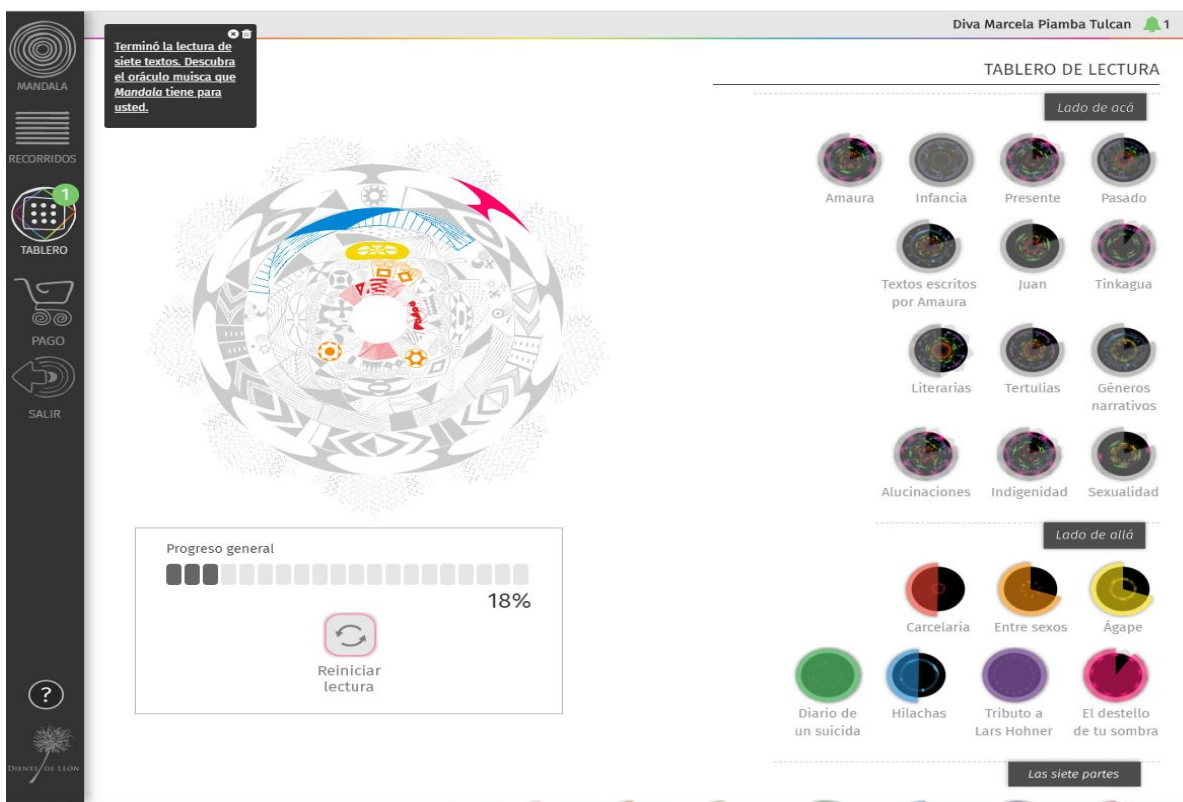 Diva Marcela Piamba Tulcan 1
MANDALA
RECORRIDOS
1
TABLERO
PAGO
SALIR
?
DIENTE DE LEÓN
Terminó la lectura de
siete textos. Descubra
el oráculo muisca que
Mandala tiene para
usted.
Progreso general
18%
Reiniciar
lectura
TABLERO DE LECTURA
Lado de acá
Amaura Infancia Presente Pasado
Textos escritos
por Amaura
Juan
Tinkagua
Literarias Tertulias
Géneros
narrativos
Alucinaciones Indigenidad Sexualidad
Lado de allá
Carcelaria Entre sexos Ágape
Diario de
un suicida
Hilachas
Tributo a
Lars Hohner
El destello
de tu sombra
Las siete partes